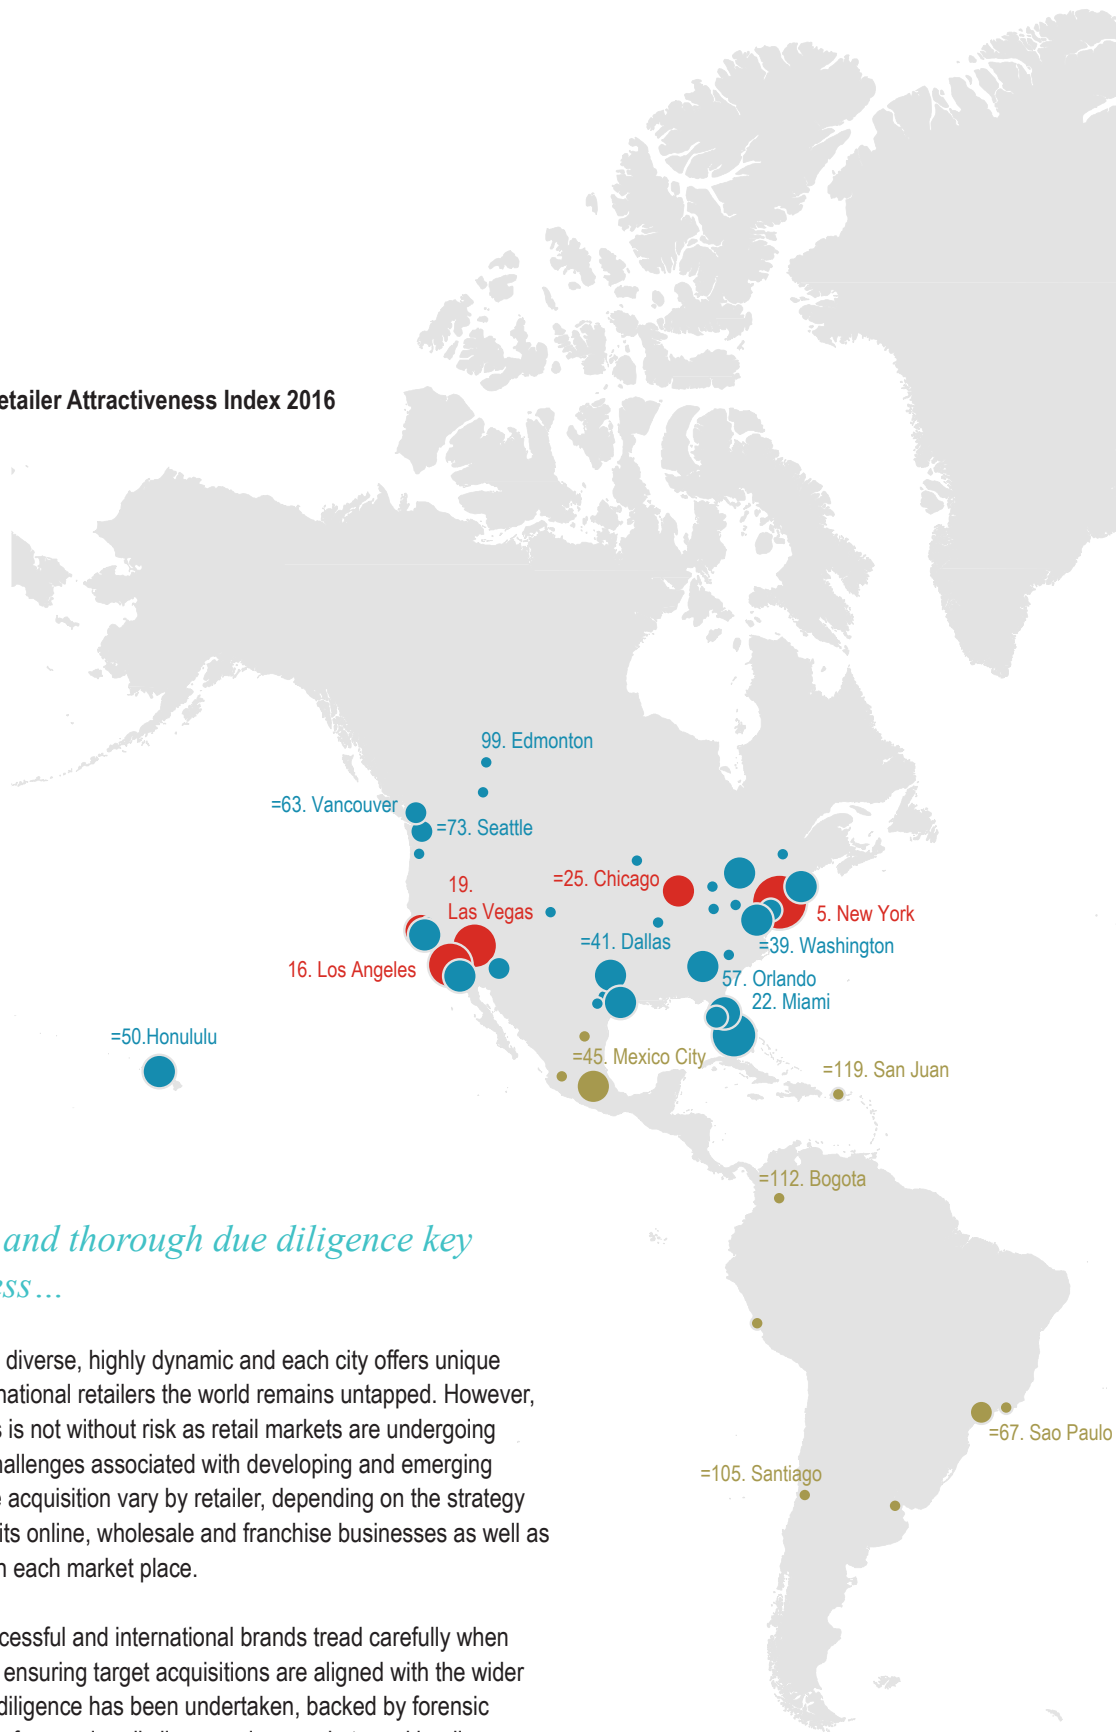 etailer Attractiveness Index 2016
99. Edmonton
=63. Vancouver
=73. Seattle
19.
Las Vegas
=25. Chicago
5. New York
=41. Dallas
=39. Washington
16. Los Angeles
57. Orlando
22. Miami
=50.Honululu
=45. Mexico City
=119. San Juan
=112. Bogota
=67. Sao Paulo
=105. Santiago
and thorough due diligence key
ess...
diverse, highly dynamic and each city offers unique
national retailers the world remains untapped. However,
s is not without risk as retail markets are undergoing
hallenges associated with developing and emerging
e acquisition vary by retailer, depending on the strategy
its online, wholesale and franchise businesses as well as
n each market place.
cessful and international brands tread carefully when
ensuring target acquisitions are aligned with the wider
diligence has been undertaken, backed by forensic